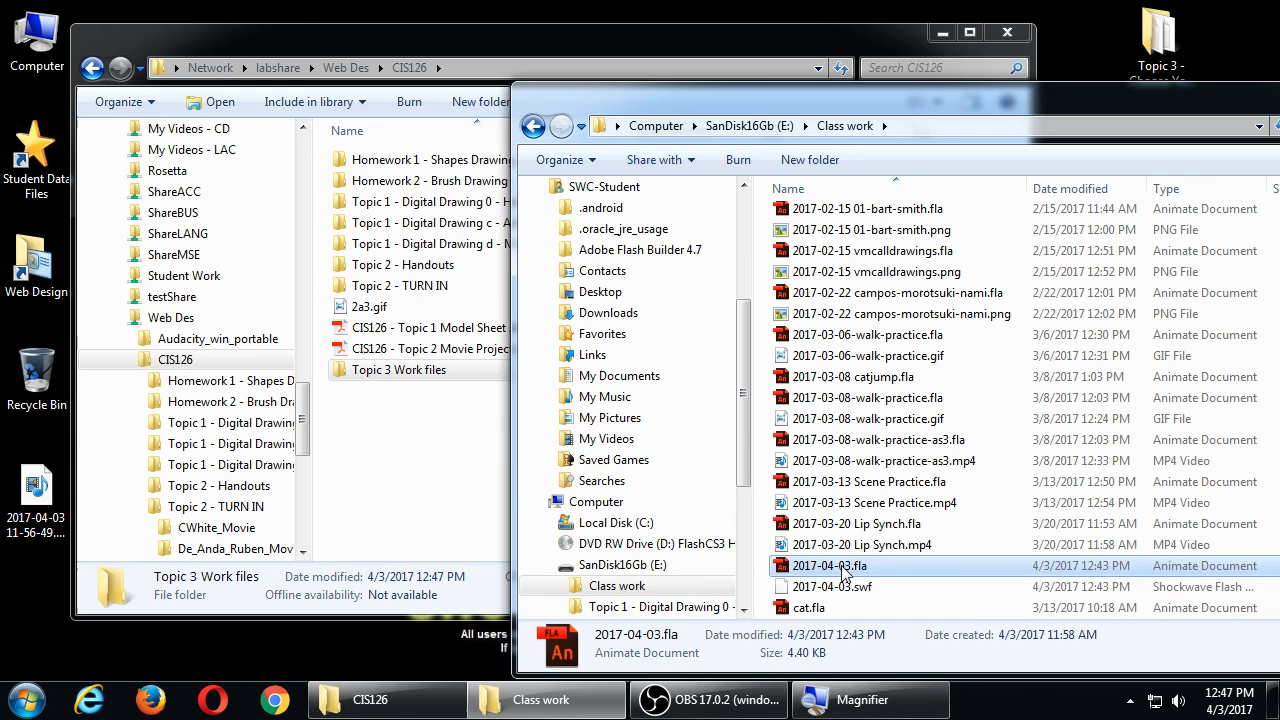 Computer
Student Data
Files
Web Design
Recycle Bin
2017-04-03
11-56-49....
Topic 3 -
Network
labshare
Web Des
CIS126
Search CIS126
Organize
Open
Include in library
Burn
New folder
My Videos - CD
My Videos - LAC
Rosetta
ShareACC
ShareBUS
ShareLANG
ShareMSE
Student Work
testShare
Web Des
Audacity_win_portable
CIS126
Homework 1 - Shapes D
Homework 2 - Brush Dra
Topic 1 - Digital Drawing
Topic 1 - Digital Drawing
Topic 1 - Digital Drawing
Topic 2 - Handouts
Topic 2 - TURN IN
CWhite_Movie
De_Anda_Ruben_Mov
Name
Homework 1 - Shapes Drawing
Homework 2 - Brush Drawing
Topic 1 - Digital Drawing 0 - H
Topic 1 - Digital Drawing c - A
Topic 1 - Digital Drawing d - M
Topic 2 - Handouts
Topic 2 - TURN IN
2a3.gif
CIS126 - Topic 1 Model Sheet
CIS126 - Topic 2 Movie Project
Topic 3 Work files
Topic 3 Work files
Date modified: 4/3/2017 12:47 PM
File folder
Offline availability: Not available
All users
If
Computer
SanDisk16Gb (E:)
Class work
Organize
Share with
Burn
New folder
SWC-Student
.android
.oracle_jre_usage
Adobe Flash Builder 4.7
Contacts
Desktop
Downloads
Favorites
Links
My Documents
My Music
My Pictures
My Videos
Saved Games
Searches
Computer
Local Disk (C:)
DVD RW Drive (D:) FlashCS3 H
SanDisk16Gb (E:)
Class work
Topic 1 - Digital Drawing 0 -
Name Date modified Type S
2017-02-15 01-bart-smith.fla 2/15/2017 11:44 AM Animate Document
2017-02-15 01-bart-smith.png 2/15/2017 12:00 PM PNG File
2017-02-15 vmcalldrawings.fla 2/15/2017 12:51 PM Animate Document
2017-02-15 vmcalldrawings.png 2/15/2017 12:52 PM PNG File
2017-02-22 campos-morotsuki-nami.fla 2/22/2017 12:01 PM Animate Document
2017-02-22 campos-morotsuki-nami.png 2/22/2017 12:03 PM PNG File
2017-03-06-walk-practice.fla 3/6/2017 12:30 PM Animate Document
2017-03-06-walk-practice.gif 3/6/2017 12:31 PM GIF File
2017-03-08 catjump.fla 3/8/2017 1:03 PM Animate Document
2017-03-08-walk-practice.fla 3/8/2017 12:03 PM Animate Document
2017-03-08-walk-practice.gif 3/8/2017 12:24 PM GIF File
2017-03-08-walk-practice-as3.fla 3/8/2017 12:03 PM Animate Document
2017-03-08-walk-practice-as3.mp4 3/8/2017 12:33 PM MP4 Video
2017-03-13 Scene Practice.fla 3/13/2017 12:50 PM Animate Document
2017-03-13 Scene Practice.mp4 3/13/2017 12:54 PM MP4 Video
2017-03-20 Lip Synch.fla 3/20/2017 11:53 AM Animate Document
2017-03-20 Lip Synch.mp4 3/20/2017 11:58 AM MP4 Video
2017-04-03.fla 4/3/2017 12:43 PM Animate Document
2017-04-03.swf 4/3/2017 12:43 PM Shockwave Flash ...
cat.fla 3/13/2017 10:18 AM Animate Document
FLA
An
2017-04-03.fla Date modified: 4/3/2017 12:43 PM Date created: 4/3/2017 11:58 AM
Animate Document Size: 4.40 KB
CIS126
Class work
OBS 17.0.2 (windo...
Magnifier
12:47 PM
4/3/2017